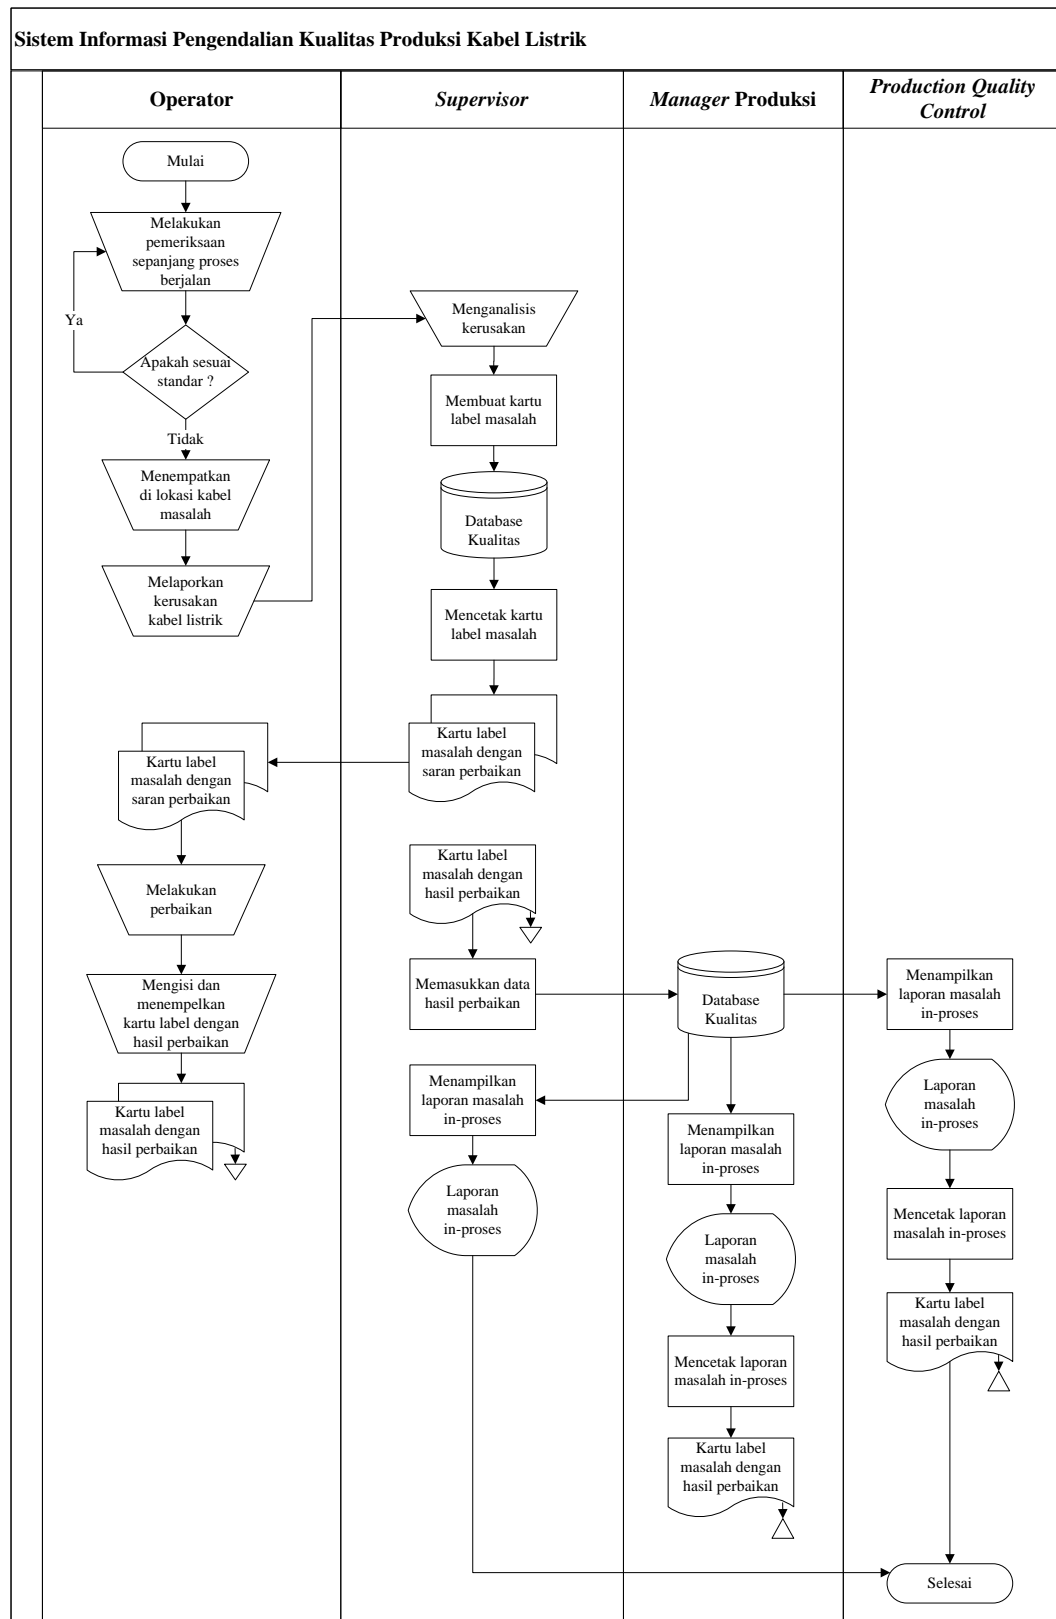 Sistem Informasi Pengendalian Kualitas Produksi Kabel Listrik
Operator
Supervisor
Manager Produksi
Production Quality
Control
Mulai
Melakukan
pemeriksaan
sepanjang proses
berjalan
Ya
Apakah sesuai
standar ?
Tidak
Menempatkan
di lokasi kabel
masalah
Melaporkan
kerusakan
kabel listrik
Menganalisis
kerusakan
Membuat kartu
label masalah
Database
Kualitas
Mencetak kartu
label masalah
Kartu label
masalah dengan
saran perbaikan
Kartu label
masalah dengan
saran perbaikan
Melakukan
perbaikan
Mengisi dan
menempelkan
kartu label dengan
hasil perbaikan
Kartu label
masalah dengan
hasil perbaikan
Kartu label
masalah dengan
hasil perbaikan
Memasukkan data
hasil perbaikan
Database
Kualitas
Menampilkan
laporan masalah
in-proses
Laporan
masalah
in-proses
Menampilkan
laporan masalah
in-proses
Laporan
masalah
in-proses
Mencetak laporan
masalah in-proses
Kartu label
masalah dengan
hasil perbaikan
Menampilkan
laporan masalah
in-proses
Laporan
masalah
in-proses
Mencetak laporan
masalah in-proses
Kartu label
masalah dengan
hasil perbaikan
Selesai